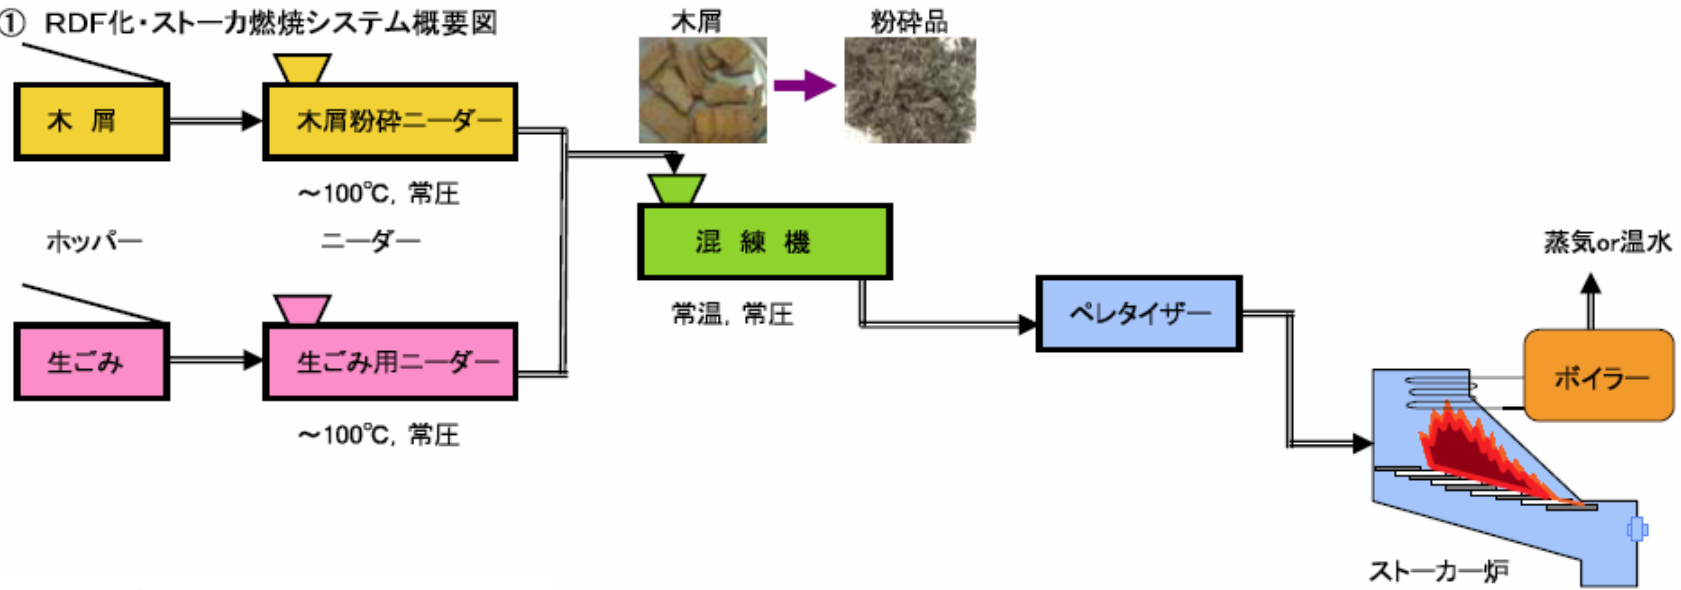 ① RDF化・ストーカ燃焼システム概要図
木屑
粉砕品
木 屑
木屑粉砕ニーダー
～100℃, 常圧
ホッパー
ニーダー
混 練 機
常温, 常圧
生ごみ
生ごみ用ニーダー
～100℃, 常圧
ペレタイザー
蒸気or温水
ボイラー
ストーカー炉